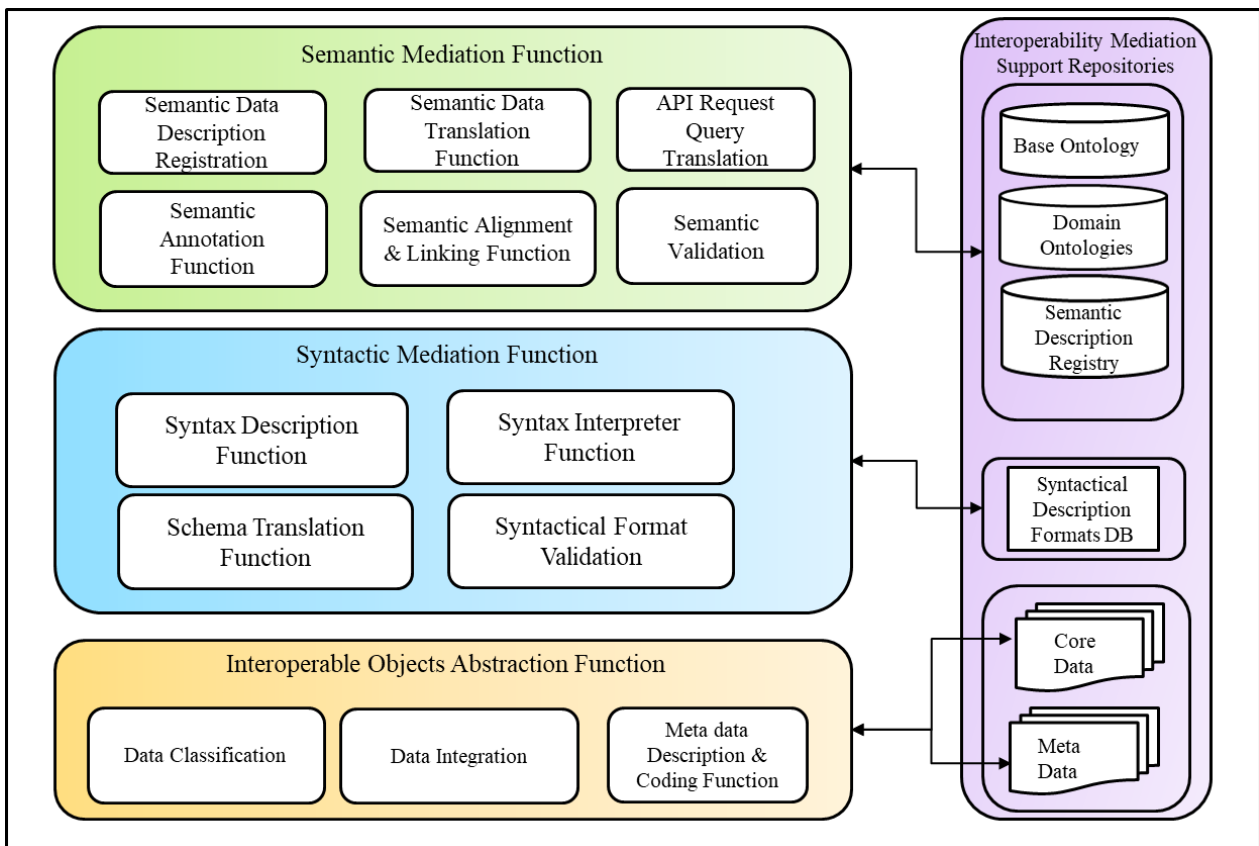 Semantic Mediation Function
Semantic Data
Description
Registration
Semantic Data
Translation
Function
API Request
Query
Translation
Semantic
Annotation
Function
Semantic Alignment
& Linking Function
Semantic
Validation
Syntactic Mediation Function
Syntax Description
Function
Syntax Interpreter
Function
Schema Translation
Function
Syntactical Format
Validation
Interoperable Objects Abstraction Function
Data Classification
Data Integration
Meta data
Description &
Coding Function
Interoperability Mediation
Support Repositories
Base Ontology
Domain
Ontologies
Semantic
Description
Registry
Syntactical
Description
Formats DB
Core
Data
Meta
Data